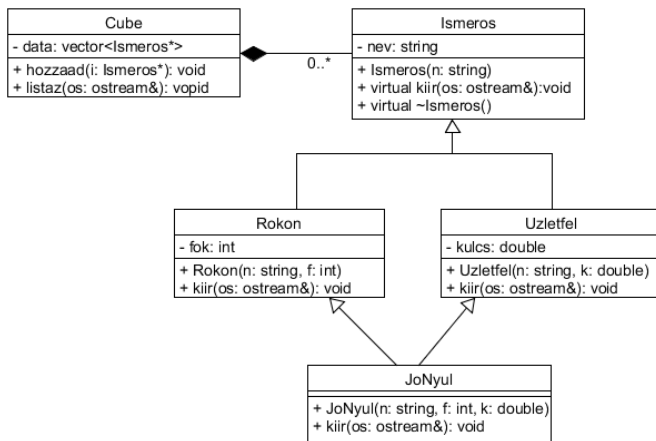 Cube
- data: vector<Ismeros*>
+ hozzaad(i: Ismeros*): void
+ listaz(os: ostream&): vopid
0..*
Ismeros
- nev: string
+ Ismeros(n: string)
+ virtual kiir(os: ostream&):void
+ virtual ~Ismeros()
Rokon
- fok: int
+ Rokon(n: string, f: int)
+ kiir(os: ostream&): void
Uzletfel
- kulcs: double
+ Uzletfel(n: string, k: double)
+ kiir(os: ostream&): void
JoNyul
+ JoNyul(n: string, f: int, k: double)
+ kiir(os: ostream&): void